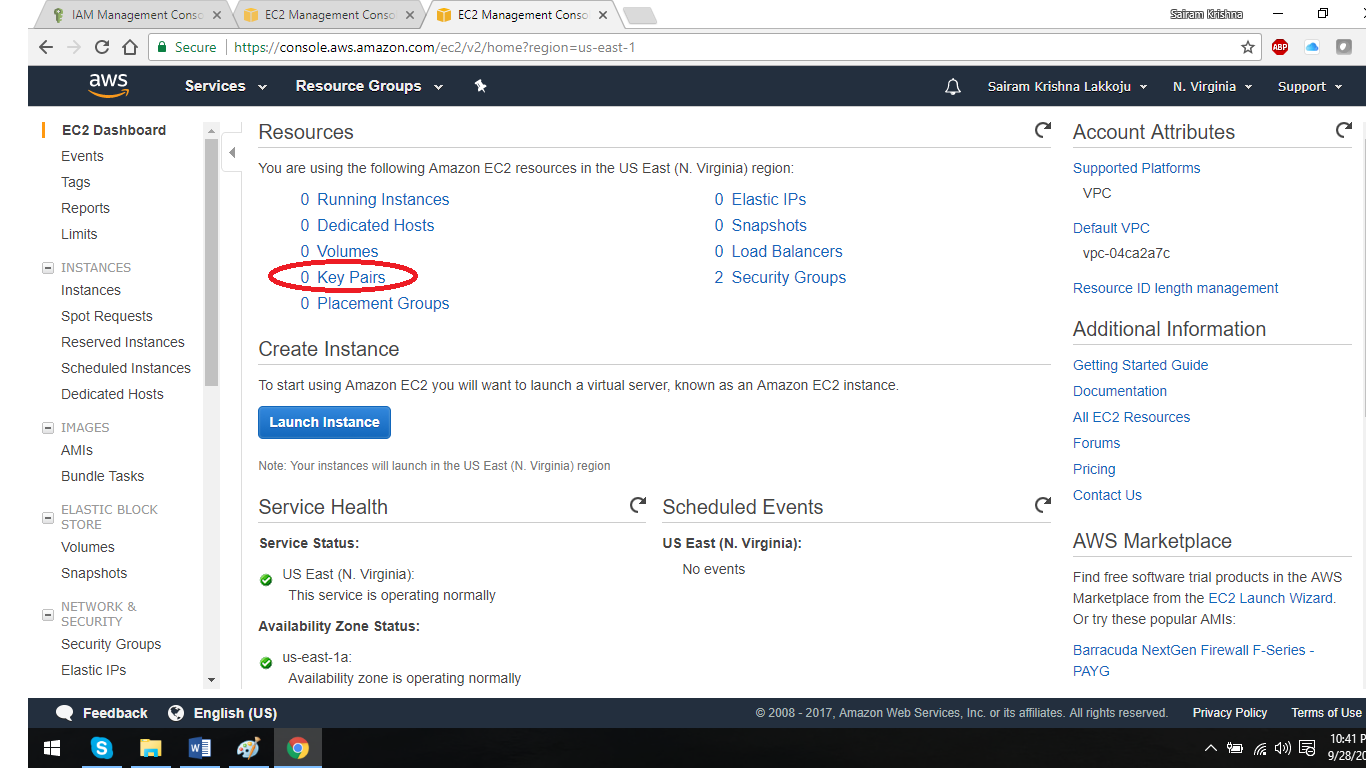 IAM Management Conso
EC2 Management Conso
EC2 Management Conso
Sairam Krishna
Secure
https://console.aws.amazon.com/ec2/v2/home?region=us-east-1
ABP
aws
Services
Resource Groups
Sairam Krishna Lakkoju
N. Virginia
Support
EC2 Dashboard
Events
Tags
Reports
Limits
INSTANCES
Instances
Spot Requests
Reserved Instances
Scheduled Instances
Dedicated Hosts
IMAGES
AMIs
Bundle Tasks
ELASTIC BLOCK
STORE
Volumes
Snapshots
NETWORK &
SECURITY
Security Groups
Elastic IPs
Resources
You are using the following Amazon EC2 resources in the US East (N. Virginia) region:
0 Running Instances
0 Dedicated Hosts
0 Volumes
0 Key Pairs
0 Placement Groups
0 Elastic IPs
0 Snapshots
0 Load Balancers
2 Security Groups
Create Instance
To start using Amazon EC2 you will want to launch a virtual server, known as an Amazon EC2 instance.
Launch Instance
Note: Your instances will launch in the US East (N. Virginia) region
Service Health
Service Status:
US East (N. Virginia):
This service is operating normally
Availability Zone Status:
us-east-1a:
Availability zone is operating normally
Scheduled Events
US East (N. Virginia):
No events
Account Attributes
Supported Platforms
VPC
Default VPC
vpc-04ca2a7c
Resource ID length management
Additional Information
Getting Started Guide
Documentation
All EC2 Resources
Forums
Pricing
Contact Us
AWS Marketplace
Find free software trial products in the AWS
Marketplace from the EC2 Launch Wizard.
Or try these popular AMIs:
Barracuda NextGen Firewall F-Series -
PAYG
Feedback
English (US)
© 2008 - 2017, Amazon Web Services, Inc. or its affiliates. All rights reserved.
Privacy Policy
Terms of Use
10:41 P
9/28/20